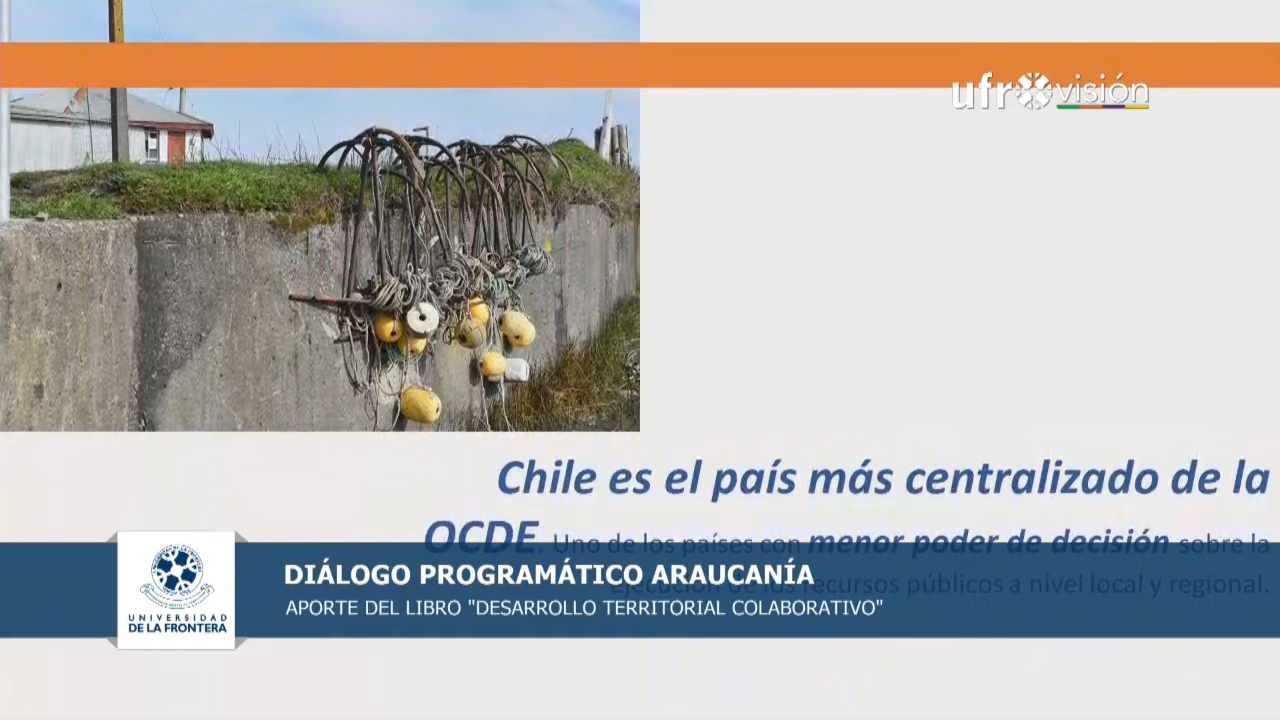 ufro visión
Chile es el país más centralizado de la
OCDE. Uno de los países con menor poder de decisión sobre la
ejecución de los recursos públicos a nivel local y regional.
DIÁLOGO PROGRAMÁTICO ARAUCANÍA
APORTE DEL LIBRO "DESARROLLO TERRITORIAL COLABORATIVO"
UNIVERSIDAD
DE LA FRONTERA